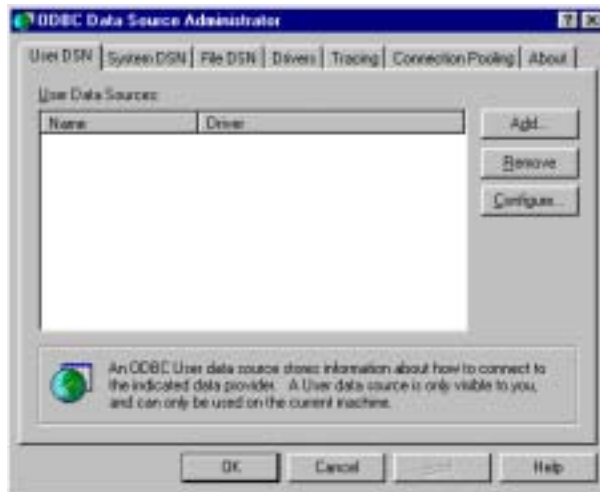 ODBC Data Source Administrator
User DSN System DSN File DSN Drivers Tracing Connection Pooling About
User Data Sources:
Name Driver
Add...
Remove
Configure...
An ODBC User data source stores information about how to connect to
the indicated data provider. A User data source is only visible to you,
and can only be used on the current machine.
OK Cancel Help